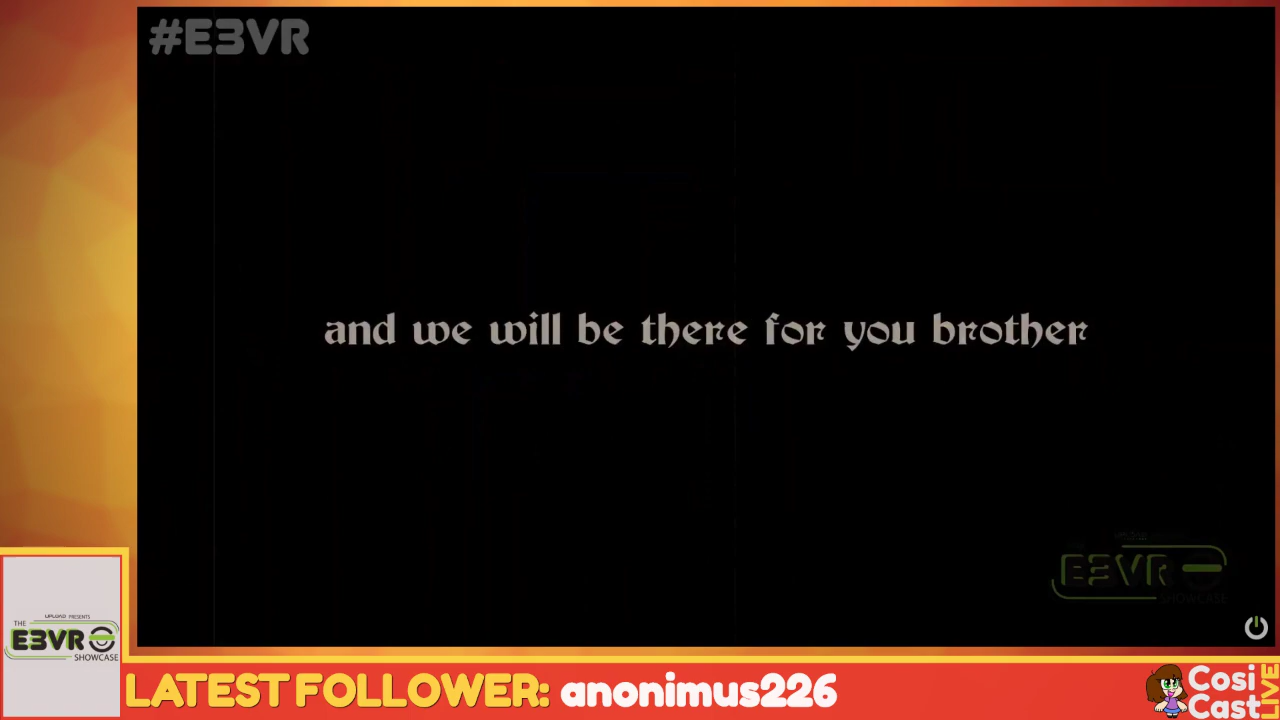 #E3VR
and we will be there for you brother
E3VR
SHOWCASE
UPLOAD PRESENTS
THE
E3VR
SHOWCASE
LATEST FOLLOWER: anonimus226
Cosi
Cast
LIVE